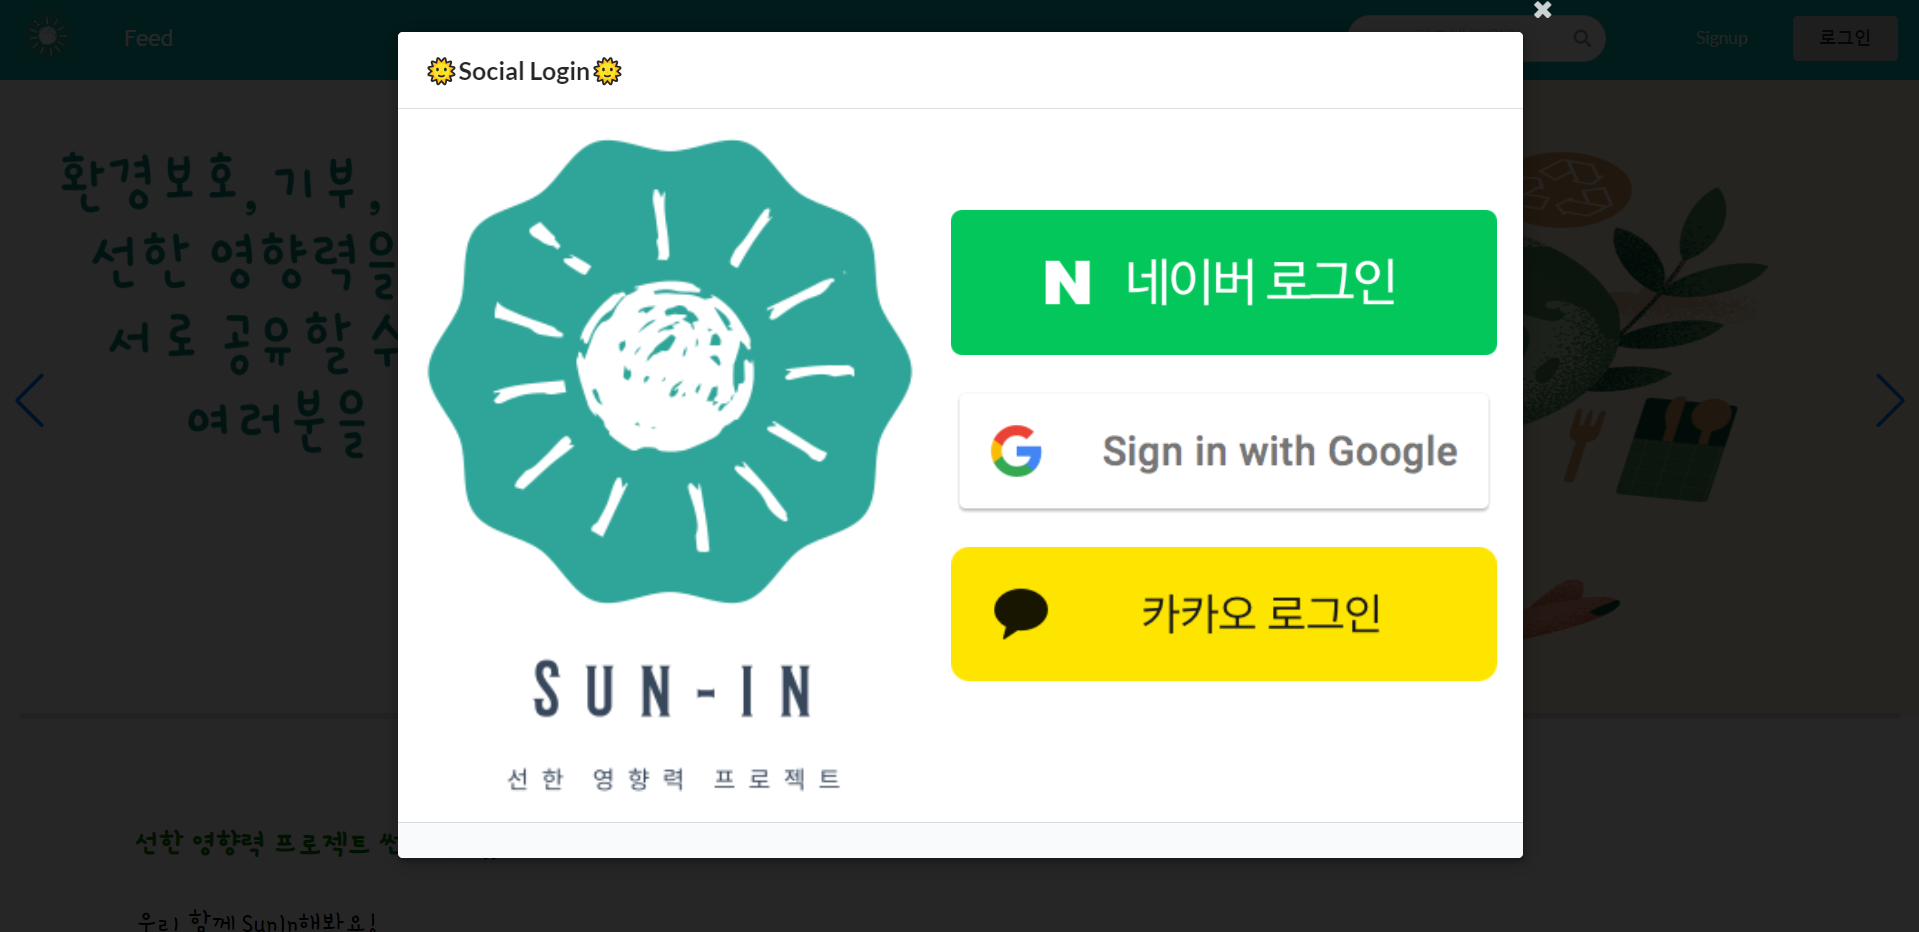 Feed
Signup
로그인
🌞Social Login🌞
환경보호, 기부,
선한 영향력을
서로 공유할 수
여러분을
네이버 로그인
Sign in with Google
카카오 로그인
SUN-IN
선한 영향력 프로젝트
선한 영향력 프로젝트 썬
우리 함께 SunIn해봐요!